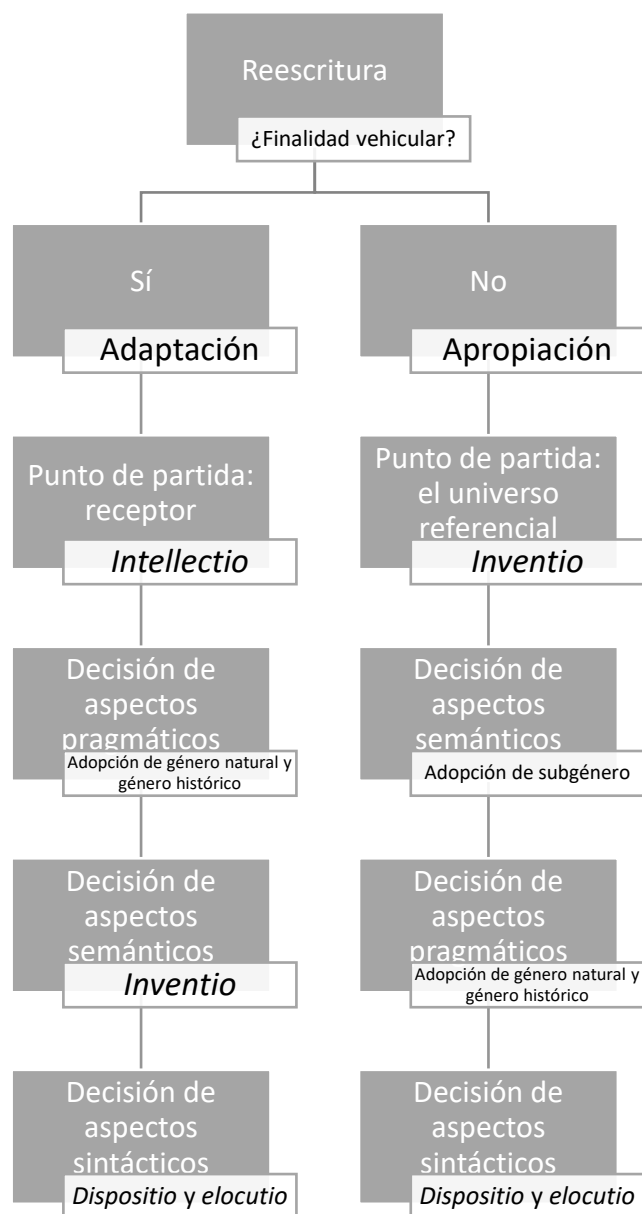 Reescritura
¿Finalidad vehicular?
Sí
Adaptación
No
Apropiación
Punto de partida:
receptor
Intellectio
Punto de partida:
el universo
referencial
Inventio
Decisión de
aspectos
pragmáticos
Adopción de género natural y
género histórico
Decisión de
aspectos
semánticos
Adopción de subgénero
Decisión de
aspectos
semánticos
Inventio
Decisión de
aspectos
pragmáticos
Adopción de género natural y
género histórico
Decisión de
aspectos
sintácticos
Dispositio y elocutio
Decisión de
aspectos
sintácticos
Dispositio y elocutio